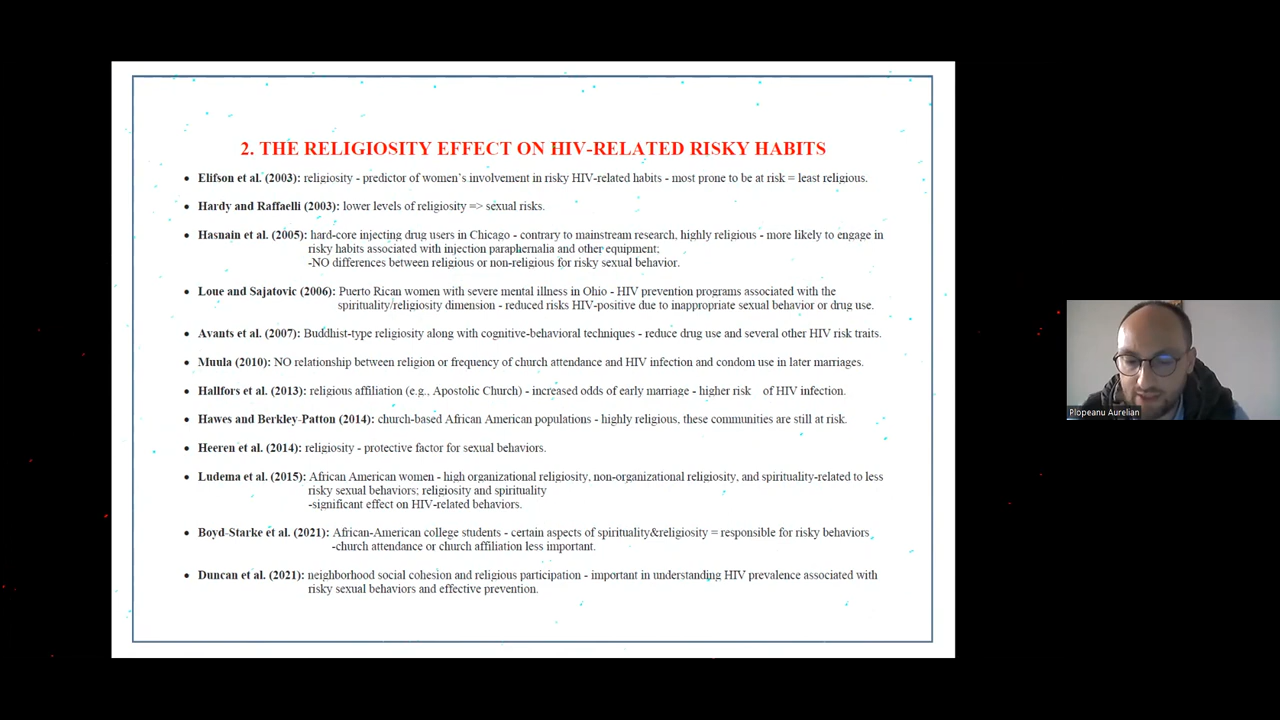 2. THE RELIGIOSITY EFFECT ON HIV-RELATED RISKY HABITS
• Elifson et al. (2003): religiosity - predictor of women's involvement in risky HIV-related habits - most prone to be at risk = least religious.
• Hardy and Raffaelli (2003): lower levels of religiosity => sexual risks.
• Hasnain et al. (2005): hard-core injecting drug users in Chicago - contrary to mainstream research, highly religious - more likely to engage in
risky habits associated with injection paraphernalia and other equipment;
-NO differences between religious or non-religious for risky sexual behavior.
• Loue and Sajatovic (2006): Puerto Rican women with severe mental illness in Ohio - HIV prevention programs associated with the
spirituality/religiosity dimension - reduced risks HIV-positive due to inappropriate sexual behavior or drug use.
• Avants et al. (2007): Buddhist-type religiosity along with cognitive-behavioral techniques - reduce drug use and several other HIV risk traits.
• Muula (2010): NO relationship between religion or frequency of church attendance and HIV infection and condom use in later marriages.
• Hallfors et al. (2013): religious affiliation (e.g., Apostolic Church) - increased odds of early marriage - higher risk of HIV infection.
• Hawes and Berkley-Patton (2014): church-based African American populations - highly religious, these communities are still at risk.
• Heeren et al. (2014): religiosity - protective factor for sexual behaviors.
• Ludema et al. (2015): African American women - high organizational religiosity, non-organizational religiosity, and spirituality-related to less
risky sexual behaviors; religiosity and spirituality
-significant effect on HIV-related behaviors.
• Boyd-Starke et al. (2021): African-American college students - certain aspects of spirituality&religiosity = responsible for risky behaviors
-church attendance or church affiliation less important.
• Duncan et al. (2021): neighborhood social cohesion and religious participation - important in understanding HIV prevalence associated with
risky sexual behaviors and effective prevention.
Plopeanu Aurelian